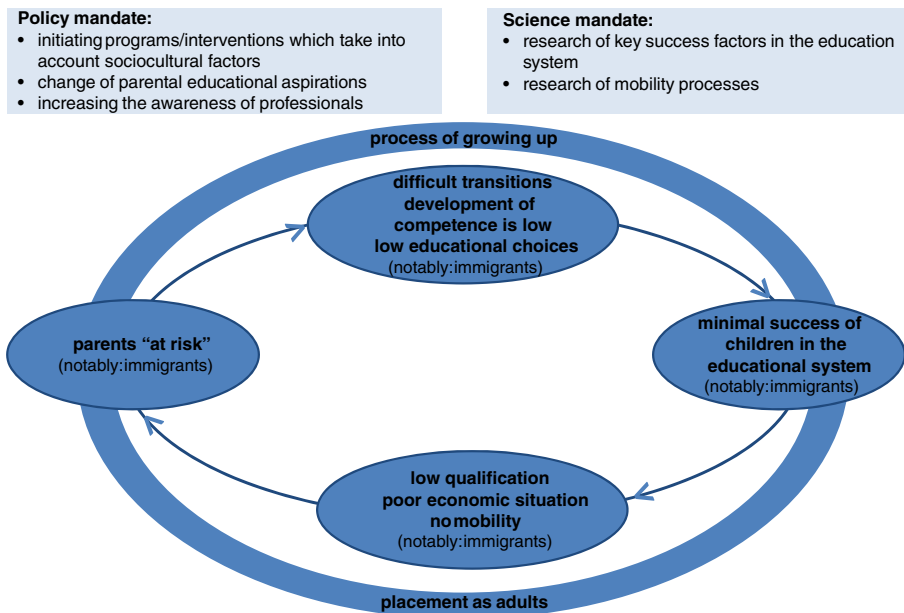 Policy mandate:
• initiating programs/interventions which take into
account sociocultural factors
• change of parental educational aspirations
• increasing the awareness of professionals
Science mandate:
• research of key success factors in the education
system
• research of mobility processes
process of growing up
difficult transitions
development of
competence is low
low educational choices
(notably:immigrants)
parents “at risk”
(notably:immigrants)
minimal success of
children in the
educational system
(notably:immigrants)
low qualification
poor economic situation
no mobility
(notably:immigrants)
placement as adults